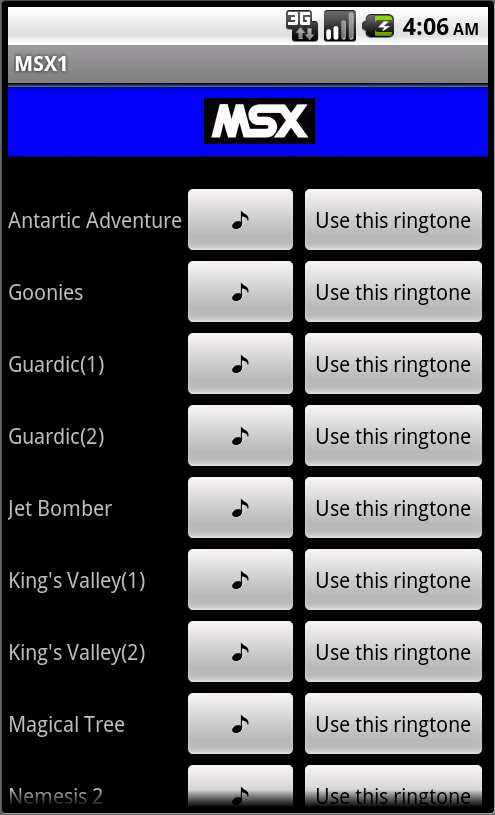 3G 4:06 AM
MSX1
MSX
Antartic Adventure ♪ Use this ringtone
Goonies ♪ Use this ringtone
Guardic(1) ♪ Use this ringtone
Guardic(2) ♪ Use this ringtone
Jet Bomber ♪ Use this ringtone
King's Valley(1) ♪ Use this ringtone
King's Valley(2) ♪ Use this ringtone
Magical Tree ♪ Use this ringtone
Nemesis 2 ♪ Use this ringtone